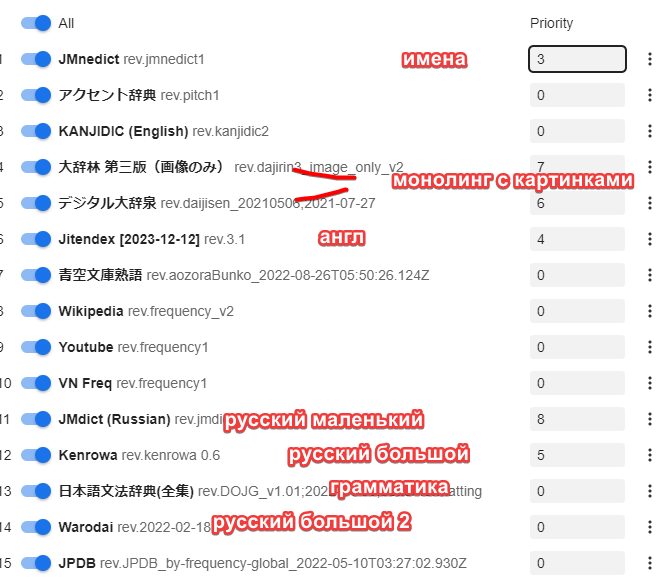 All Priority
1 JMnedict rev.jmnedict1 имена 3
2 アクセント辞典 rev.pitch1 0
3 KANJIDIC (English) rev.kanjidic2 0
4 大辞林 第三版（画像のみ） rev.dajirin3_image_only_v2 7
монолинг с картинками
5 デジタル大辞泉 rev.daijisen_20210506;2021-07-27 6
6 Jitendex [2023-12-12] rev.3.1 англ 4
7 青空文庫熟語 rev.aozoraBunko_2022-08-26T05:50:26.124Z 0
8 Wikipedia rev.frequency_v2 0
9 Youtube rev.frequency1 0
10 VN Freq rev.frequency1 0
11 JMdict (Russian) rev.jmdi русский маленький 8
12 Kenrowa rev.kenrowa 0.6 русский большой 5
13 日本語文法辞典(全集) rev.DOJG_v1.01;202 грамматика atting 0
14 Warodai rev.2022-02-18 русский большой 2 0
15 JPDB rev.JPDB_by-frequency-global_2022-05-10T03:27:02.930Z 0